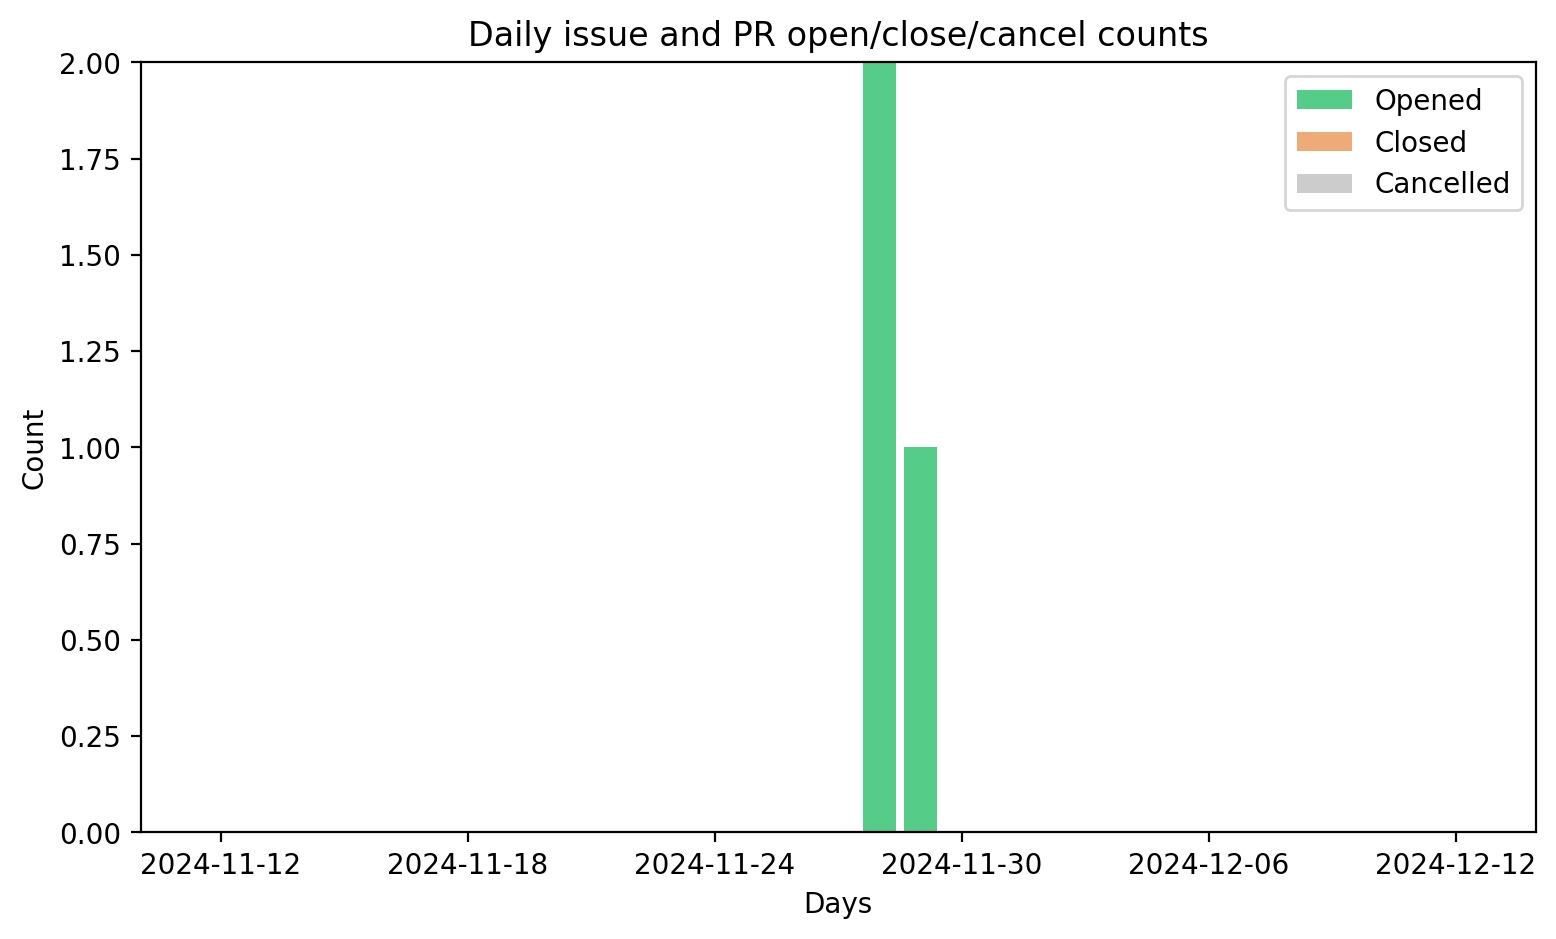 Daily issue and PR open/close/cancel counts
2.00
1.75
1.50
1.25
1.00
0.75
0.50
0.25
0.00
Count
Opened
Closed
Cancelled
2024-11-12 2024-11-18 2024-11-24 2024-11-30 2024-12-06 2024-12-12
Days